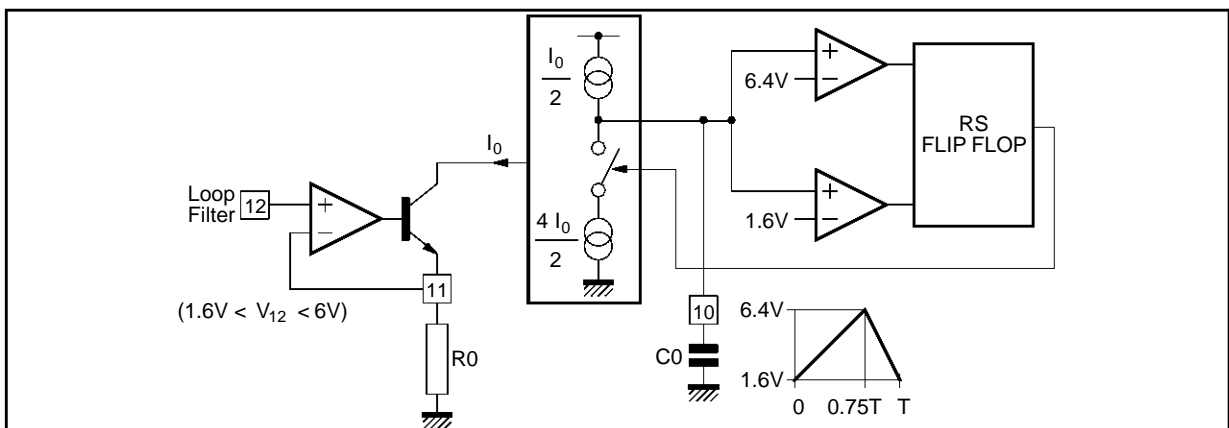 I0
2
I0
Loop
Filter
12
+
−
11
(1.6V < V12 < 6V)
R0
4 I0
2
10
C0
+
6.4V
−
+
1.6V
−
RS
FLIP FLOP
6.4V
1.6V
0 0.75T T